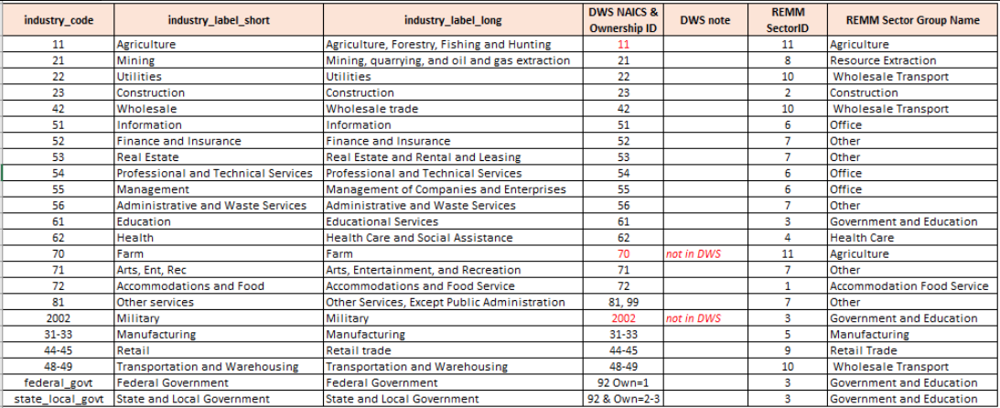 industry_code industry_label_short industry_label_long DWS NAICS & Ownership ID DWS note REMM SectorID REMM Sector Group Name
11 Agriculture Agriculture, Forestry, Fishing and Hunting 11 11 Agriculture
21 Mining Mining, quarrying, and oil and gas extraction 21 8 Resource Extraction
22 Utilities Utilities 22 10 Wholesale Transport
23 Construction Construction 23 2 Construction
42 Wholesale Wholesale trade 42 10 Wholesale Transport
51 Information Information 51 6 Office
52 Finance and Insurance Finance and Insurance 52 7 Other
53 Real Estate Real Estate and Rental and Leasing 53 7 Other
54 Professional and Technical Services Professional and Technical Services 54 6 Office
55 Management Management of Companies and Enterprises 55 6 Office
56 Administrative and Waste Services Administrative and Waste Services 56 7 Other
61 Education Educational Services 61 3 Government and Education
62 Health Health Care and Social Assistance 62 4 Health Care
70 Farm Farm 70 not in DWS 11 Agriculture
71 Arts, Ent, Rec Arts, Entertainment, and Recreation 71 7 Other
72 Accommodations and Food Accommodations and Food Service 72 1 Accommodation Food Service
81 Other services Other Services, Except Public Administration 81, 99 7 Other
2002 Military Military 2002 not in DWS 3 Government and Education
31-33 Manufacturing Manufacturing 31-33 5 Manufacturing
44-45 Retail Retail trade 44-45 9 Retail Trade
48-49 Transportation and Warehousing Transportation and Warehousing 48-49 10 Wholesale Transport
federal_govt Federal Government Federal Government 92 Own=1 3 Government and Education
state_local_govt State and Local Government State and Local Government 92 & Own=2-3 3 Government and Education